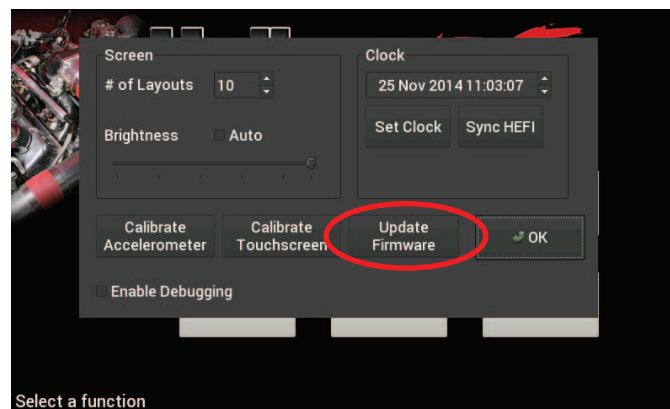 Screen
# of Layouts 10
Brightness Auto
Clock
25 Nov 2014 11:03:07
Set Clock Sync HEFI
Calibrate Accelerometer
Calibrate Touchscreen
Update Firmware
OK
Enable Debugging
Select a function